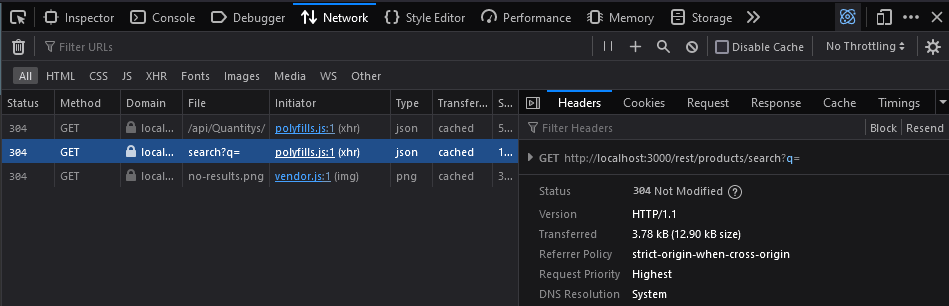 Inspector Console Debugger Network Style Editor Performance Memory Storage
Filter URLs Disable Cache No Throttling
All HTML CSS JS XHR Fonts Images Media WS Other
Status Method Domain File Initiator Type Transfer... S... Headers Cookies Request Response Cache Timings
304 GET local... /api/Quantitys/ polyfills.js:1 (xhr) json cached 5... Filter Headers Block Resend
304 GET local... search?q= polyfills.js:1 (xhr) json cached 1... GET http://localhost:3000/rest/products/search?q=
304 GET local... no-results.png vendor.js:1 (img) png cached 3...
Status 304 Not Modified ?
Version HTTP/1.1
Transferred 3.78 kB (12.90 kB size)
Referrer Policy strict-origin-when-cross-origin
Request Priority Highest
DNS Resolution System